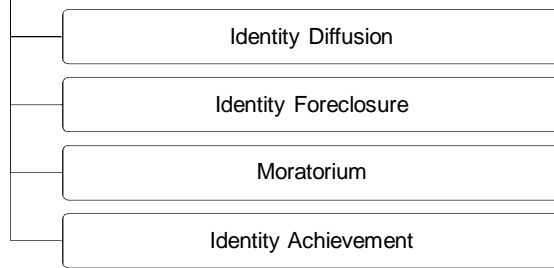 Identity Diffusion
Identity Foreclosure
Moratorium
Identity Achievement